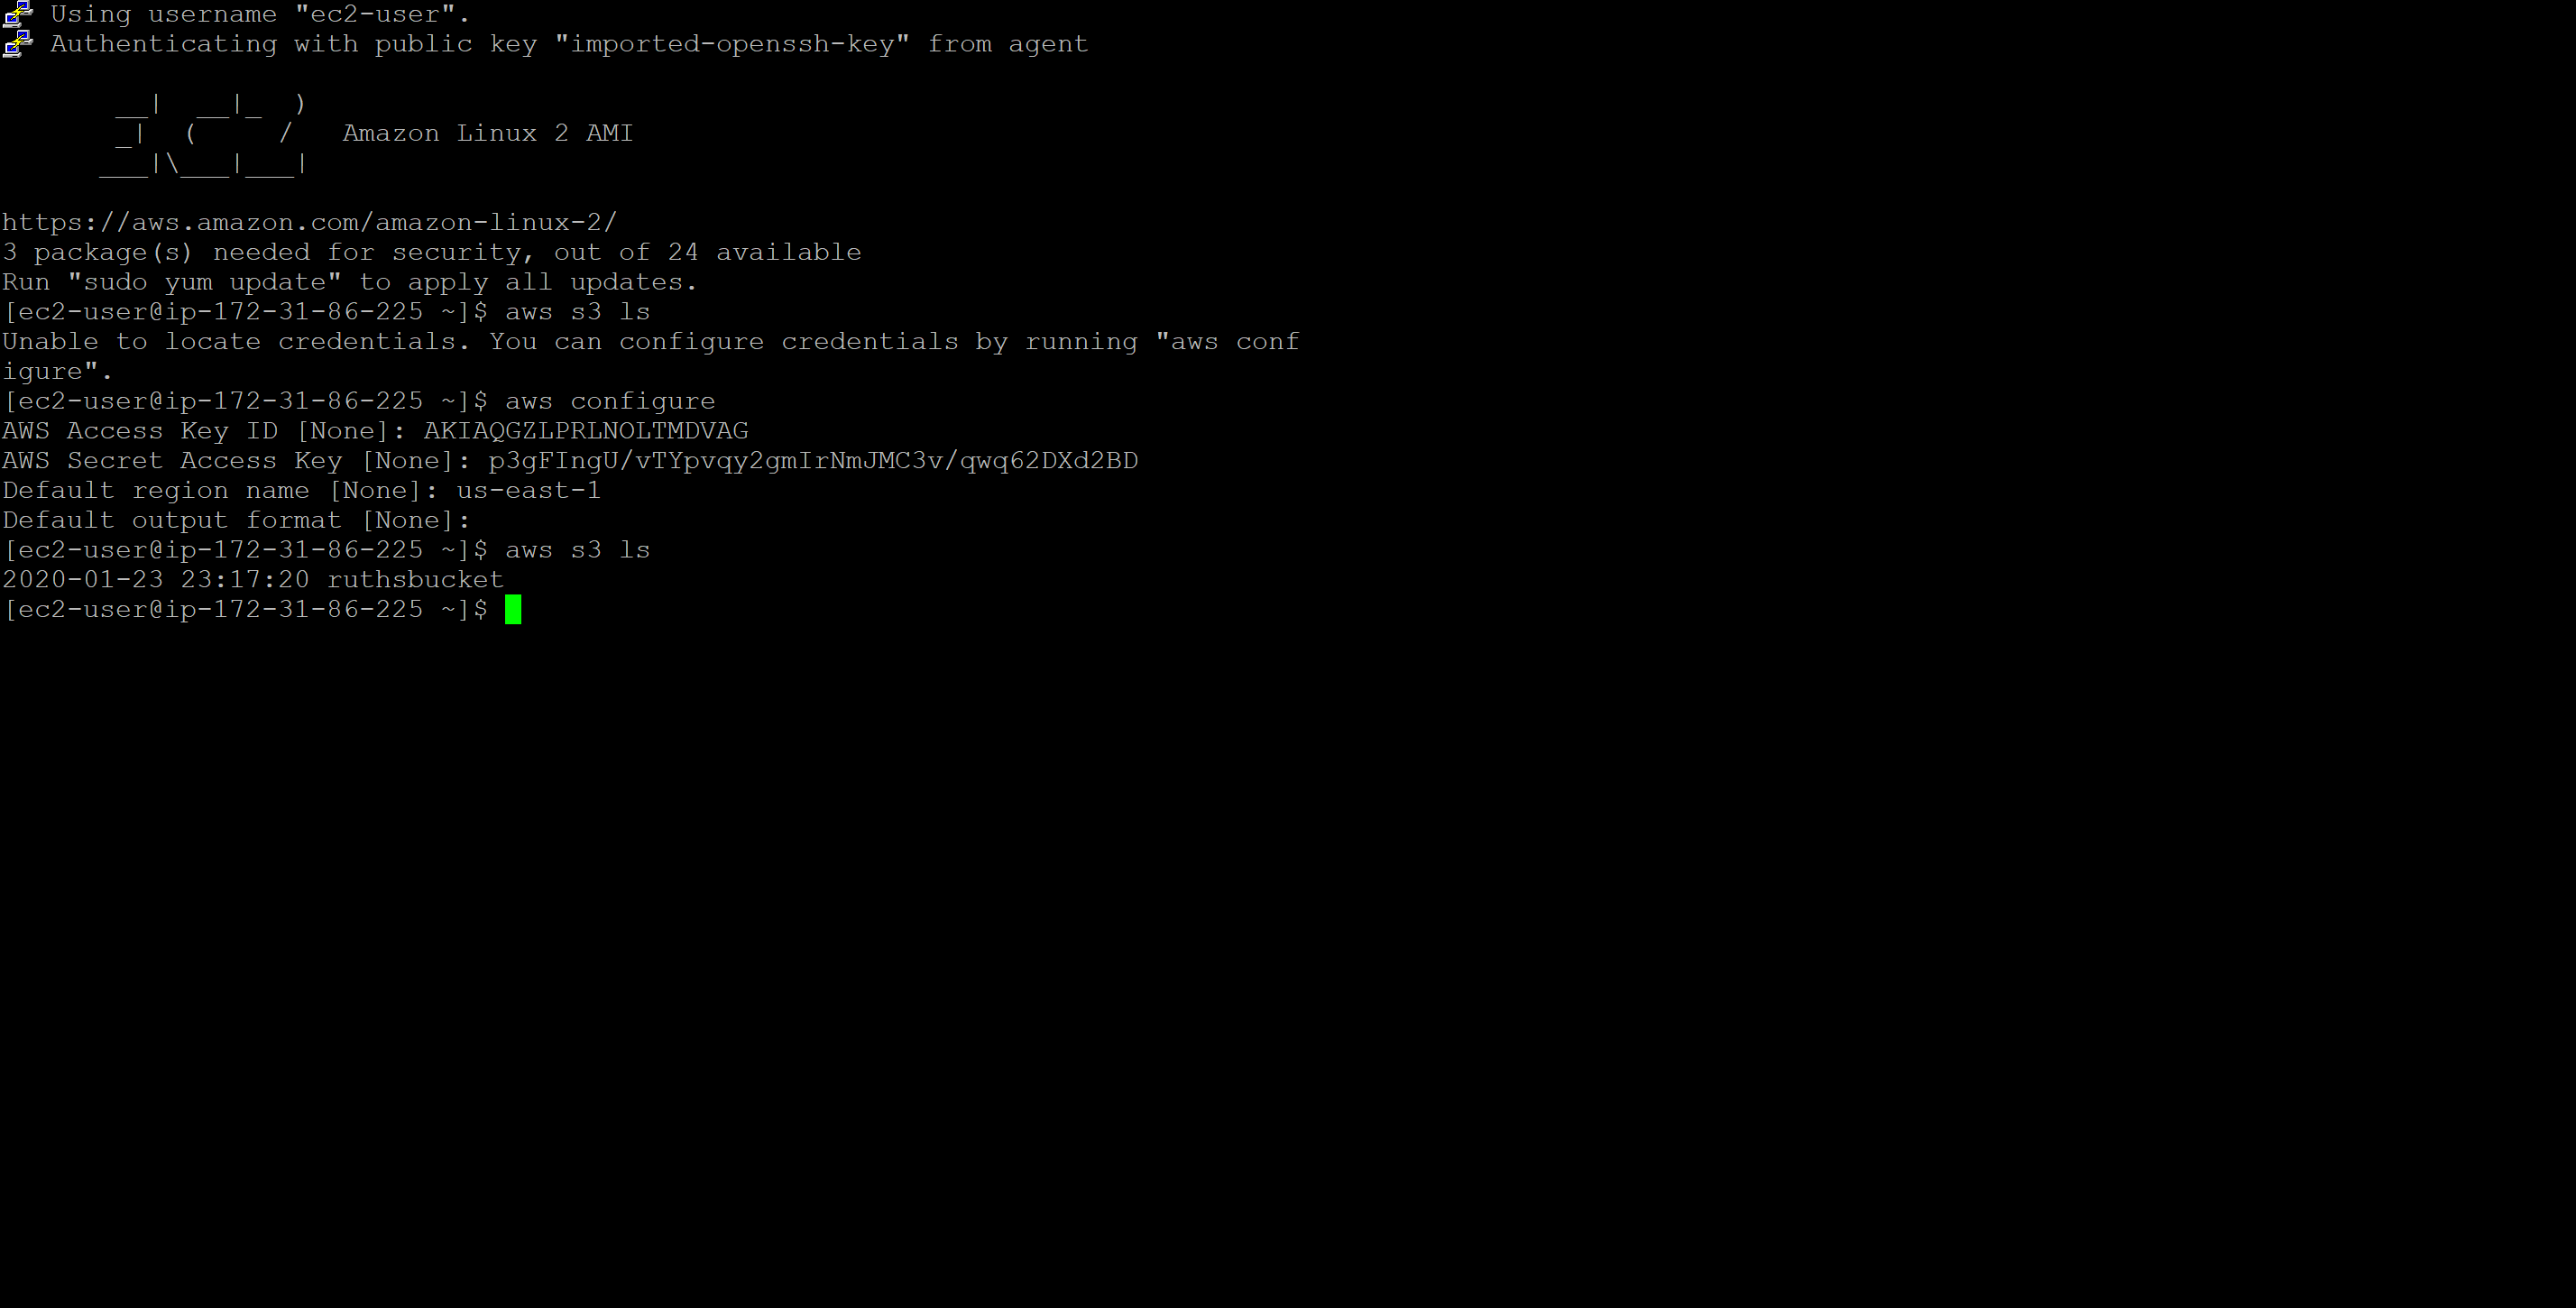 Using username "ec2-user".
Authenticating with public key "imported-openssh-key" from agent
__|  __|_  )
_|  (     /   Amazon Linux 2 AMI
___|\___|___|
https://aws.amazon.com/amazon-linux-2/
3 package(s) needed for security, out of 24 available
Run "sudo yum update" to apply all updates.
[ec2-user@ip-172-31-86-225 ~]$ aws s3 ls
Unable to locate credentials. You can configure credentials by running "aws conf
igure".
[ec2-user@ip-172-31-86-225 ~]$ aws configure
AWS Access Key ID [None]: AKIAQGZLPRLNOLTMDVAG
AWS Secret Access Key [None]: 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
Default region name [None]: us-east-1
Default output format [None]:
[ec2-user@ip-172-31-86-225 ~]$ aws s3 ls
2020-01-23 23:17:20 ruthsbucket
[ec2-user@ip-172-31-86-225 ~]$